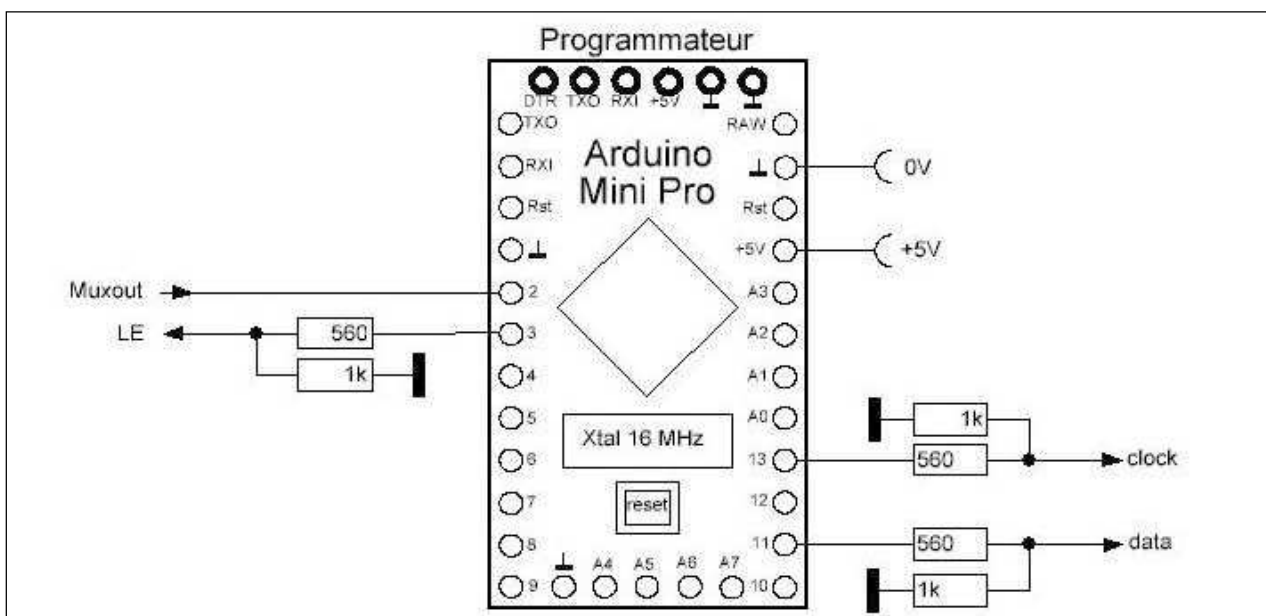 Programmateur
DTR TXO RXI +5V
TXO RAW
Arduino
Mini Pro
RXI
0V
Rst Rst
+5V +5V
Muxout 2 A3
LE 560 3 A2
1k 4 A1
5 A0 1k
Xtal 16 MHz
6 13 560 clock
7 reset 12
8 11 560 data
A4 A5 A6 A7
9 10 1k